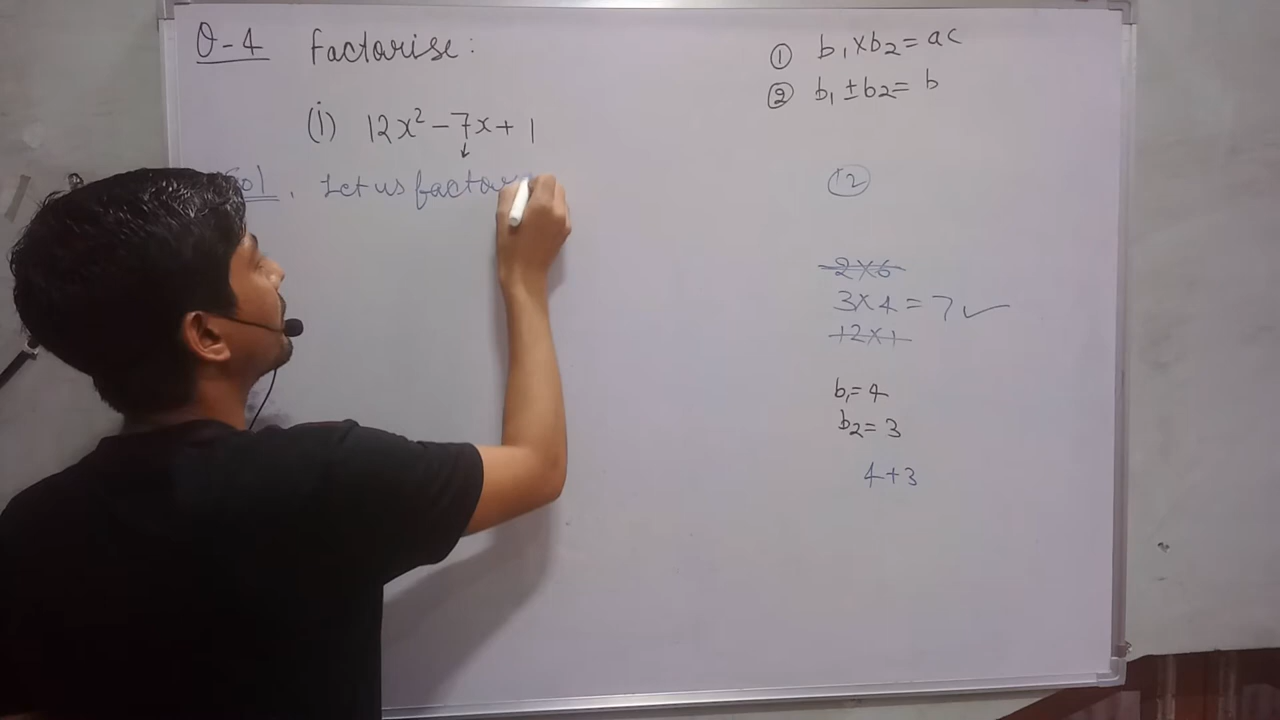 Q-4 Factorise:
(i) 12x² - 7x + 1
Sol. Let us factor
① b₁ × b₂ = ac
② b₁ ± b₂ = b
12
2×6
3×4 = 7 ✓
12×1
b₁ = 4
b₂ = 3
4+3